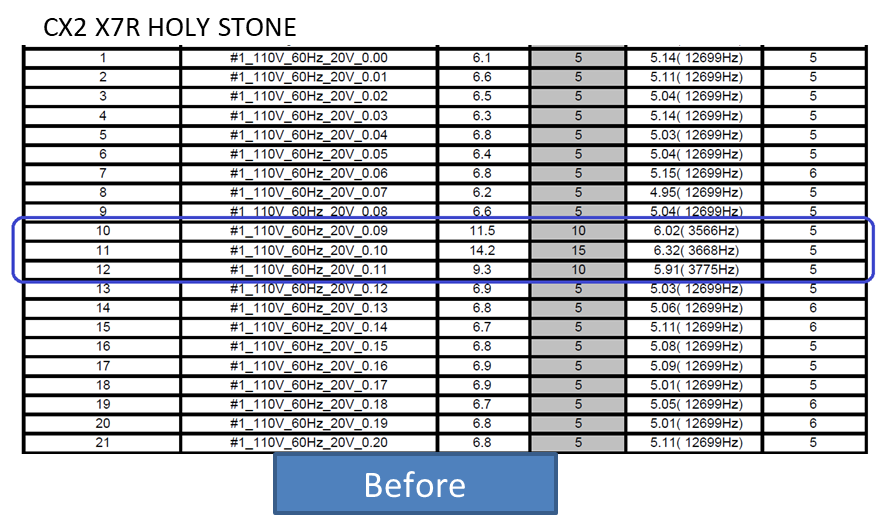 CX2 X7R HOLY STONE
1 #1_110V_60Hz_20V_0.00 6.1 5 5.14( 12699Hz) 5
2 #1_110V_60Hz_20V_0.01 6.6 5 5.11( 12699Hz) 5
3 #1_110V_60Hz_20V_0.02 6.5 5 5.04( 12699Hz) 5
4 #1_110V_60Hz_20V_0.03 6.3 5 5.14( 12699Hz) 5
5 #1_110V_60Hz_20V_0.04 6.8 5 5.03( 12699Hz) 5
6 #1_110V_60Hz_20V_0.05 6.4 5 5.04( 12699Hz) 5
7 #1_110V_60Hz_20V_0.06 6.8 5 5.15( 12699Hz) 6
8 #1_110V_60Hz_20V_0.07 6.2 5 4.95( 12699Hz) 5
9 #1_110V_60Hz_20V_0.08 6.6 5 5.04( 12699Hz) 5
10 #1_110V_60Hz_20V_0.09 11.5 10 6.02( 3566Hz) 5
11 #1_110V_60Hz_20V_0.10 14.2 15 6.32( 3668Hz) 5
12 #1_110V_60Hz_20V_0.11 9.3 10 5.91( 3775Hz) 5
13 #1_110V_60Hz_20V_0.12 6.9 5 5.03( 12699Hz) 5
14 #1_110V_60Hz_20V_0.13 6.8 5 5.06( 12699Hz) 6
15 #1_110V_60Hz_20V_0.14 6.7 5 5.11( 12699Hz) 6
16 #1_110V_60Hz_20V_0.15 6.8 5 5.08( 12699Hz) 5
17 #1_110V_60Hz_20V_0.16 6.9 5 5.09( 12699Hz) 5
18 #1_110V_60Hz_20V_0.17 6.9 5 5.01( 12699Hz) 5
19 #1_110V_60Hz_20V_0.18 6.7 5 5.05( 12699Hz) 6
20 #1_110V_60Hz_20V_0.19 6.8 5 5.01( 12699Hz) 6
21 #1_110V_60Hz_20V_0.20 6.8 5 5.11( 12699Hz) 5
Before